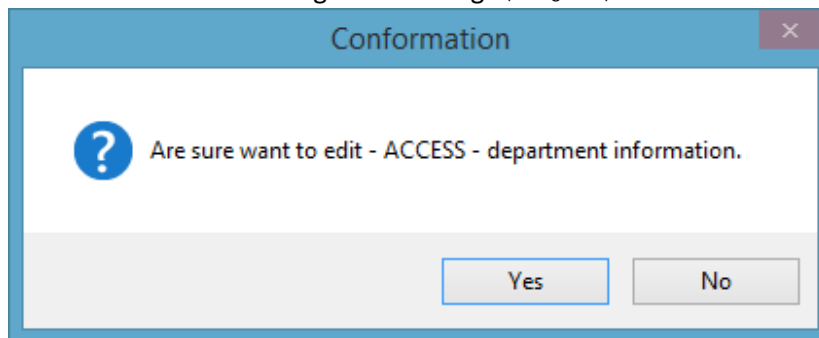 Conformation
Are sure want to edit - ACCESS - department information.
Yes No